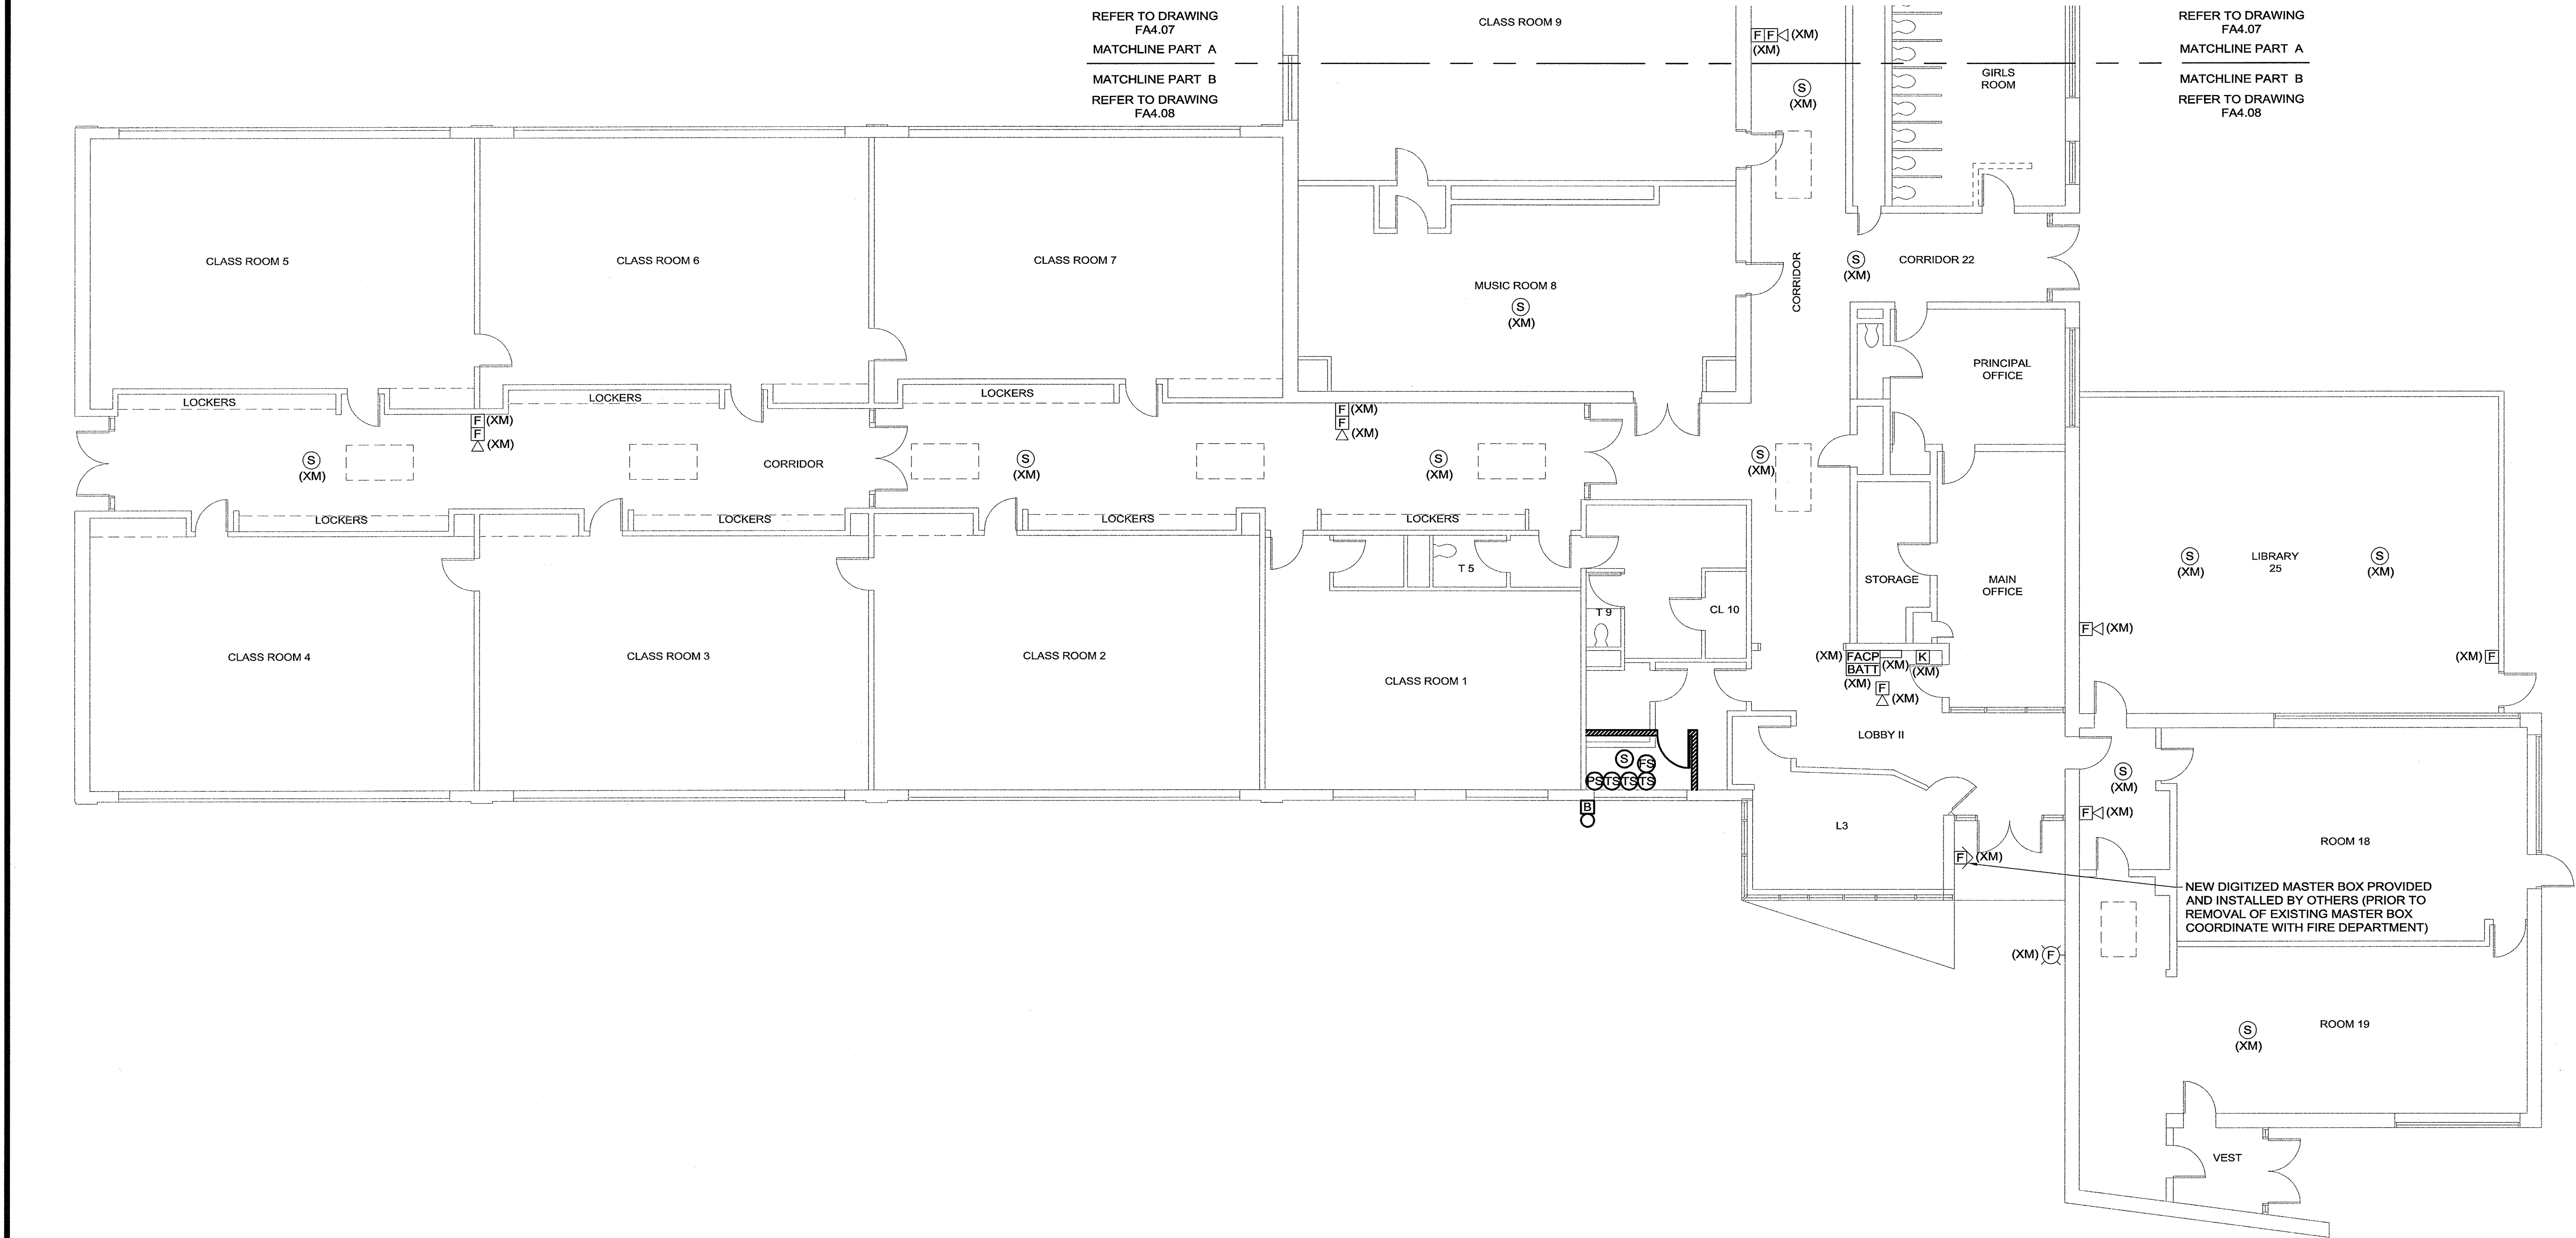 REFER TO DRAWING
FA4.07
MATCHLINE PART A
MATCHLINE PART B
REFER TO DRAWING
FA4.08
CLASS ROOM 9
F F (XM)
(XM)
S
(XM)
GIRLS
ROOM
REFER TO DRAWING
FA4.07
MATCHLINE PART A
MATCHLINE PART B
REFER TO DRAWING
FA4.08
CLASS ROOM 5
CLASS ROOM 6
CLASS ROOM 7
MUSIC ROOM 8
S
(XM)
CORRIDOR
S
(XM)
CORRIDOR 22
PRINCIPAL
OFFICE
LOCKERS
LOCKERS
LOCKERS
F (XM)
F
(XM)
F (XM)
F
(XM)
S
(XM)
CORRIDOR
S
(XM)
S
(XM)
S
(XM)
LOCKERS
LOCKERS
LOCKERS
LOCKERS
T 5
T 9
CL 10
STORAGE
MAIN
OFFICE
S
(XM)
LIBRARY
25
S
(XM)
F (XM)
(XM) F
CLASS ROOM 4
CLASS ROOM 3
CLASS ROOM 2
CLASS ROOM 1
(XM) FACP
BATT (XM)
(XM)
K
(XM)
F
(XM)
LOBBY II
S
FS
PS TS TS TS
B
S
(XM)
F (XM)
L3
F (XM)
ROOM 18
NEW DIGITIZED MASTER BOX PROVIDED
AND INSTALLED BY OTHERS (PRIOR TO
REMOVAL OF EXISTING MASTER BOX
COORDINATE WITH FIRE DEPARTMENT)
(XM) F
S
(XM)
ROOM 19
VEST